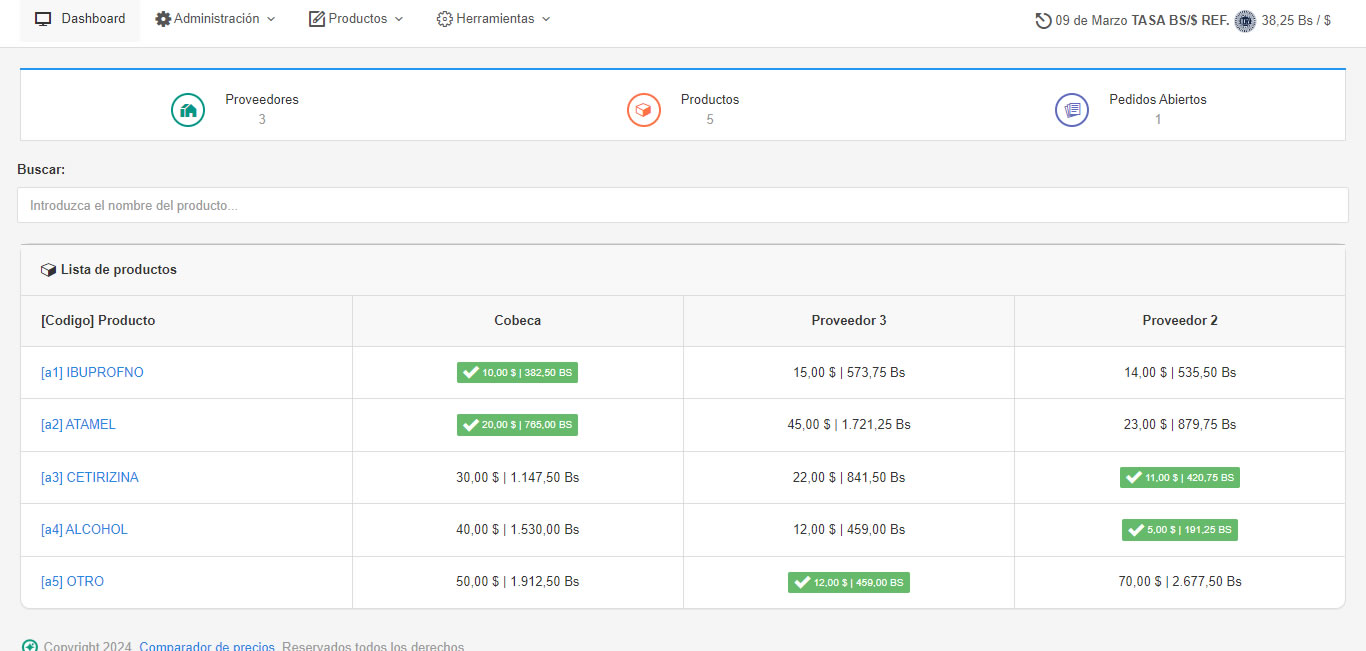 Dashboard Administración Productos Herramientas 09 de Marzo TASA BS/$ REF. 38,25 Bs / $
Proveedores Productos Pedidos Abiertos
3 5 1
Buscar:
Introduzca el nombre del producto...
Lista de productos
[Codigo] Producto Cobeca Proveedor 3 Proveedor 2
[a1] IBUPROFNO 10,00 $ | 382,50 BS 15,00 $ | 573,75 Bs 14,00 $ | 535,50 Bs
[a2] ATAMEL 20,00 $ | 765,00 BS 45,00 $ | 1.721,25 Bs 23,00 $ | 879,75 Bs
[a3] CETIRIZINA 30,00 $ | 1.147,50 Bs 22,00 $ | 841,50 Bs 11,00 $ | 420,75 BS
[a4] ALCOHOL 40,00 $ | 1.530,00 Bs 12,00 $ | 459,00 Bs 5,00 $ | 191,25 BS
[a5] OTRO 50,00 $ | 1.912,50 Bs 12,00 $ | 459,00 BS 70,00 $ | 2.677,50 Bs
Copyright 2024 Comparador de precios Reservados todos los derechos